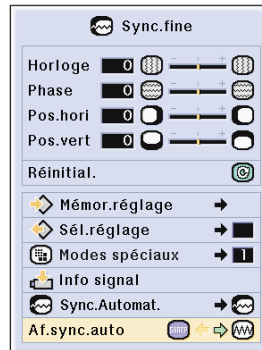 Sync.fine
Horloge 0
Phase 0
Pos.hori 0
Pos.vert 0
Réinitial.
Mémor.réglage
Sél.réglage
Modes spéciaux 1
Info signal
Sync.Automat.
Af.sync.auto